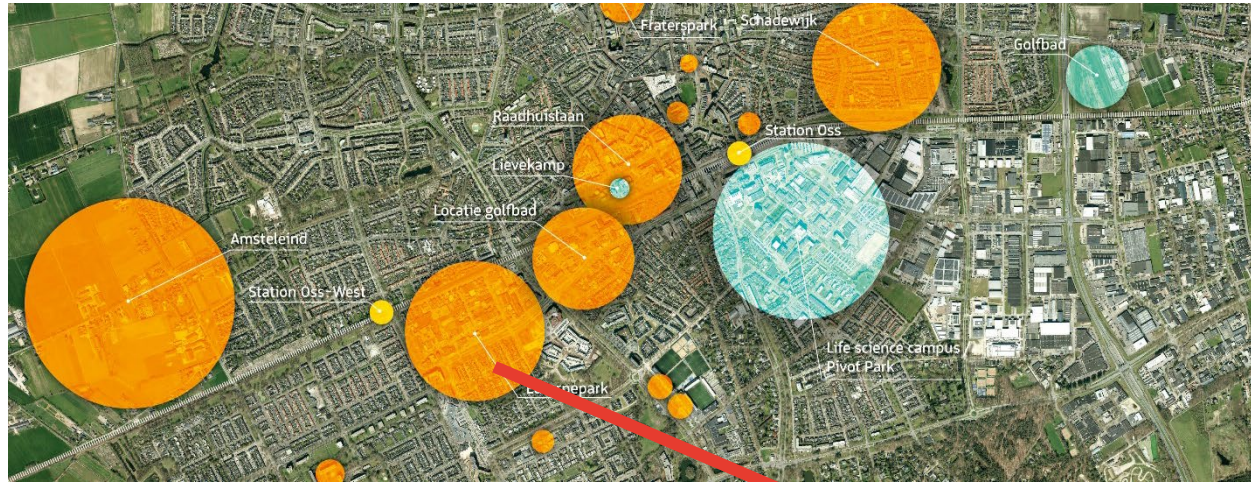 Fraterspark
Schadewijk
Golfbad
Raadhuislaan
Station Oss
Lievekamp
Locatie golfbad
Amsteleind
Station Oss-West
Life science campus
Pivot Park